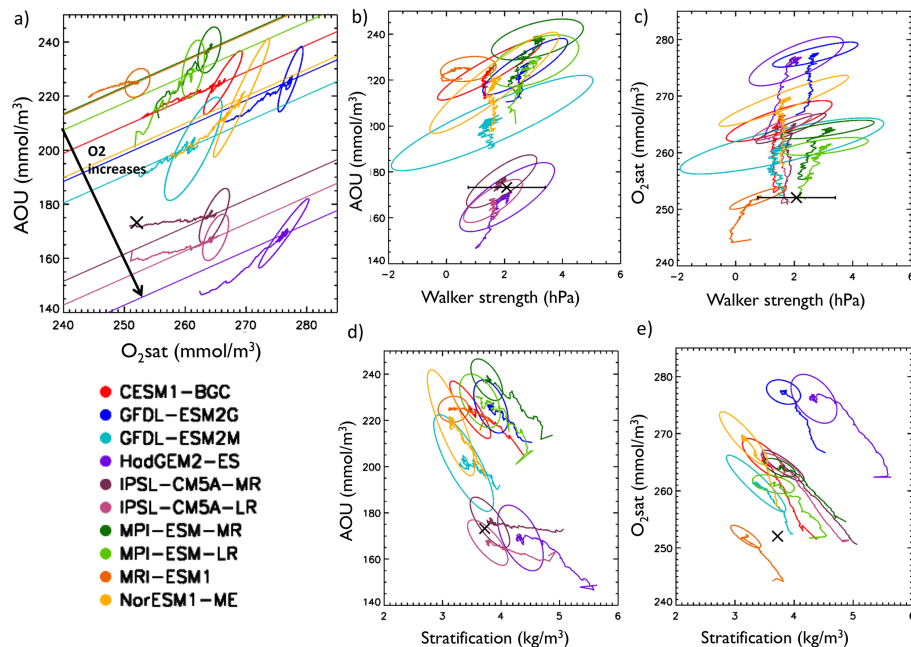 a)
AOU (mmol/m³)
240
220
200
180
160
140
O2
increases
240 250 260 270 280
O₂sat (mmol/m³)
b)
AOU (mmol/m³)
240
220
200
180
160
140
−2 0 2 4 6
Walker strength (hPa)
c)
O₂sat (mmol/m³)
280
270
260
250
240
−2 0 2 4 6
Walker strength (hPa)
CESM1−BGC
GFDL−ESM2G
GFDL−ESM2M
HadGEM2−ES
IPSL−CM5A−MR
IPSL−CM5A−LR
MPI−ESM−MR
MPI−ESM−LR
MRI−ESM1
NorESM1−ME
d)
AOU (mmol/m³)
240
220
200
180
160
140
2 3 4 5 6
Stratification (kg/m³)
e)
O₂sat (mmol/m³)
280
270
260
250
240
2 3 4 5 6
Stratification (kg/m³)